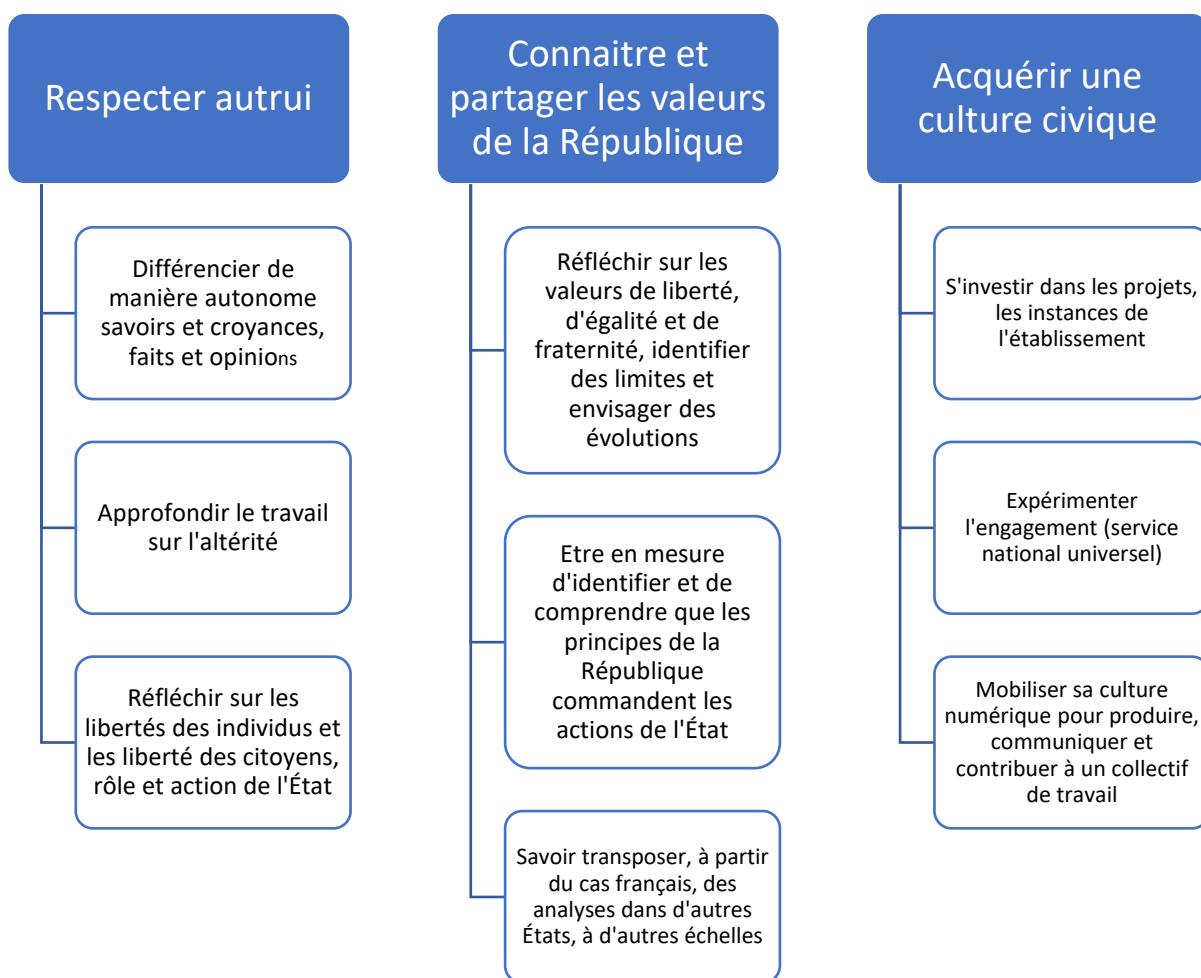 Respecter autrui
Différencier de
manière autonome
savoirs et croyances,
faits et opinions
Approfondir le travail
sur l'altérité
Réfléchir sur les
libertés des individus et
les liberté des citoyens,
rôle et action de l'État
Connaitre et
partager les valeurs
de la République
Réfléchir sur les
valeurs de liberté,
d'égalité et de
fraternité, identifier
des limites et
envisager des
évolutions
Etre en mesure
d'identifier et de
comprendre que les
principes de la
République
commandent les
actions de l'État
Savoir transposer, à partir
du cas français, des
analyses dans d'autres
États, à d'autres échelles
Acquérir une
culture civique
S'investir dans les projets,
les instances de
l'établissement
Expérimenter
l'engagement (service
national universel)
Mobiliser sa culture
numérique pour produire,
communiquer et
contribuer à un collectif
de travail